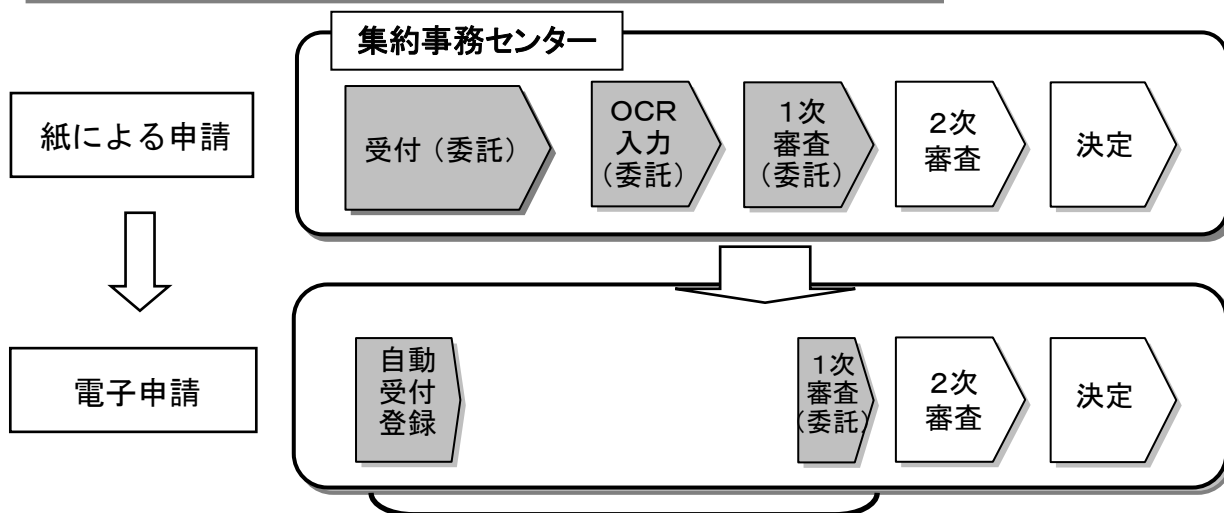 集約事務センター
紙による申請
受付（委託）
ＯＣＲ
入力
（委託）
１次
審査
（委託）
２次
審査
決定
電子申請
自動
受付
登録
１次
審査
（委託）
２次
審査
決定